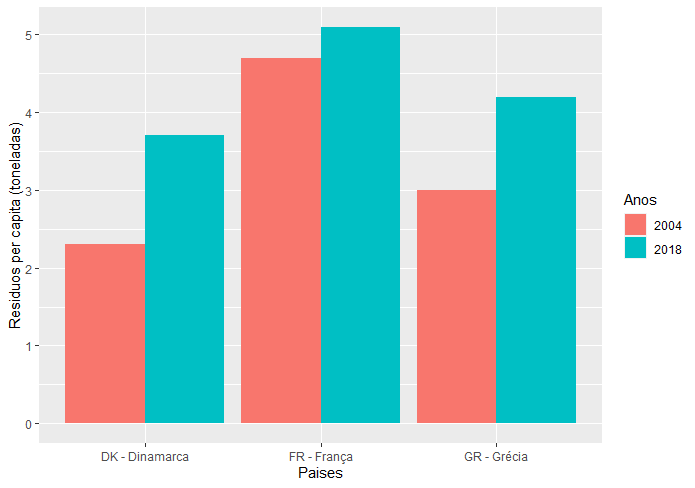 Resíduos per capita (toneladas)
5
4
3
2
1
0
DK - Dinamarca
FR - França
GR - Grécia
Paises
Anos
2004
2018